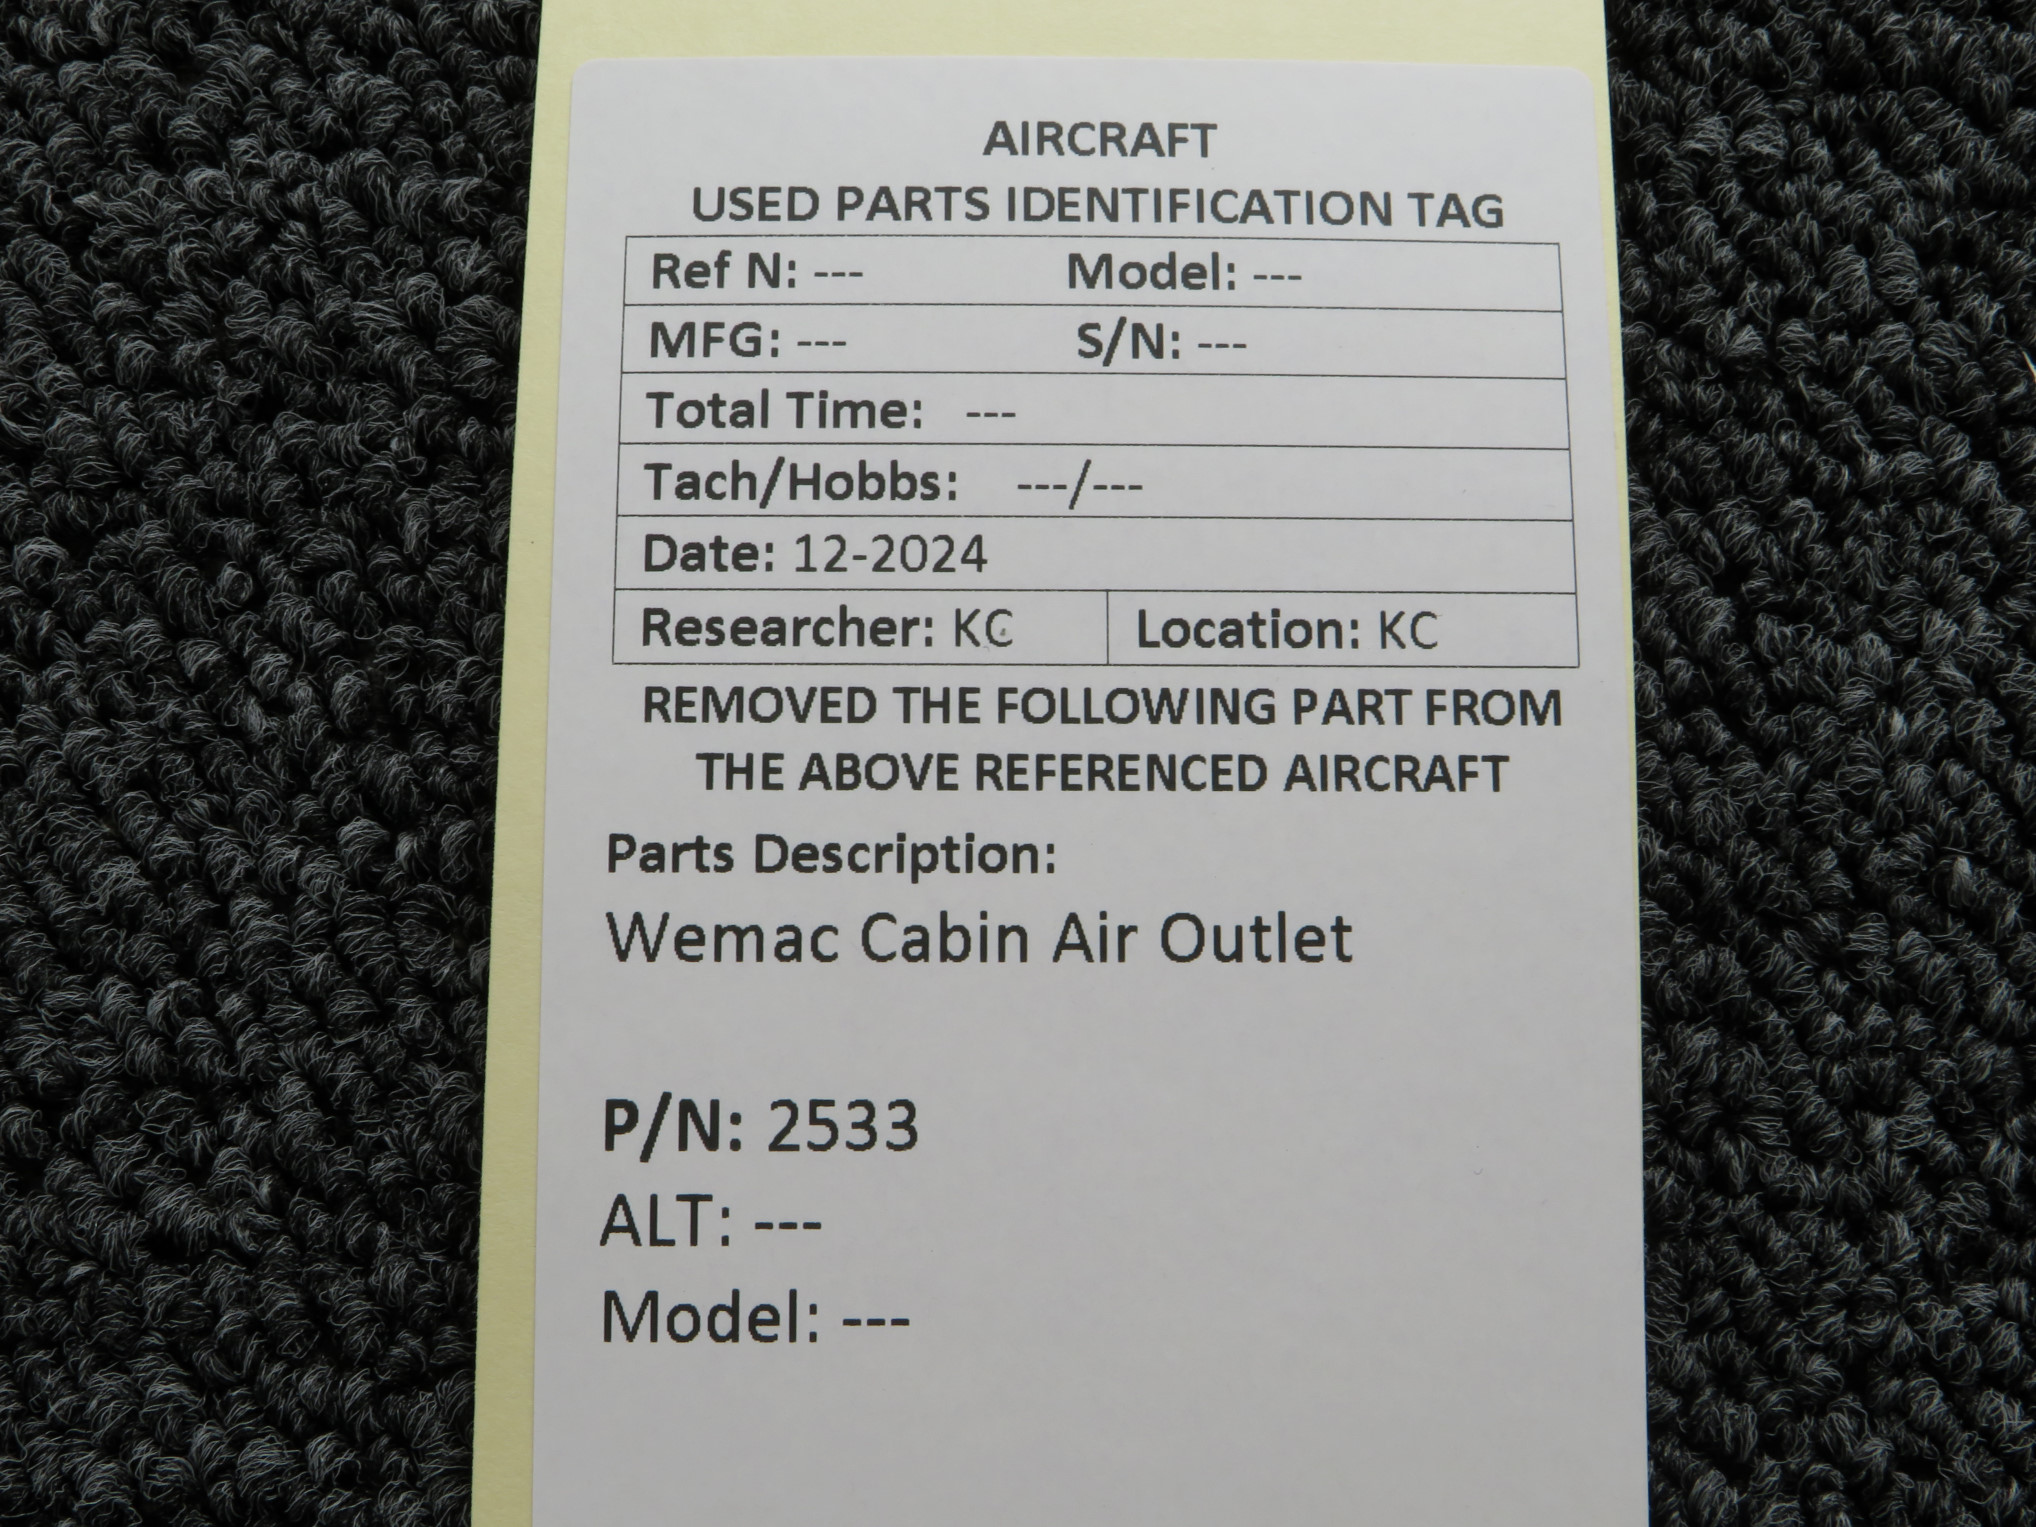 AIRCRAFT
USED PARTS IDENTIFICATION TAG
Ref N: --- Model: ---
MFG: --- S/N: ---
Total Time: ---
Tach/Hobbs: ---/---
Date: 12-2024
Researcher: KC Location: KC
REMOVED THE FOLLOWING PART FROM
THE ABOVE REFERENCED AIRCRAFT
Parts Description:
Wemac Cabin Air Outlet
P/N: 2533
ALT: ---
Model: ---